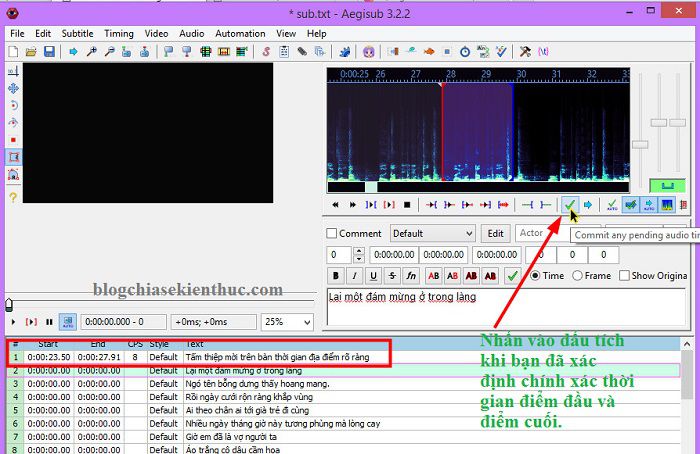 * sub.txt - Aegisub 3.2.2
File Edit Subtitle Timing Video Audio Automation View Help
0:00:25 26 27 28 29 30 31 32 33
AUTO AUTO
Comment Default Edit Actor
Commit any pending audio tim
0 0:00:00.00 0:00:00.00 0:00:00.00 0 0 0
B I U S fn AB AB AB AB Time Frame Show Origina
Lại một đám mừng ở trong làng
blogchiasekienthuc.com
AUTO 0:00:00.000 - 0 +0ms; +0ms 25%
Nhấn vào dấu tích
khi bạn đã xác
định chính xác thời
gian điểm đầu và
điểm cuối.
# Start End CPS Style Text
1 0:00:23.50 0:00:27.91 8 Default Tấm thiệp mời trên bàn thời gian địa điểm rõ ràng
2 0:00:00.00 0:00:00.00 Default Lại một đám mừng ở trong làng
3 0:00:00.00 0:00:00.00 Default Ngó tên bỗng dưng thấy hoang mang.
4 0:00:00.00 0:00:00.00 Default Rồi ngày cưới rộn ràng khắp vùng
5 0:00:00.00 0:00:00.00 Default Ai theo chân ai tới già trẻ đi cùng
6 0:00:00.00 0:00:00.00 Default Nhiều ngày tháng giờ này tương phùng mà lòng cay
7 0:00:00.00 0:00:00.00 Default Giờ em đã là vợ người ta
8 0:00:00.00 0:00:00.00 Default Áo trắng cô dâu cầm hoa